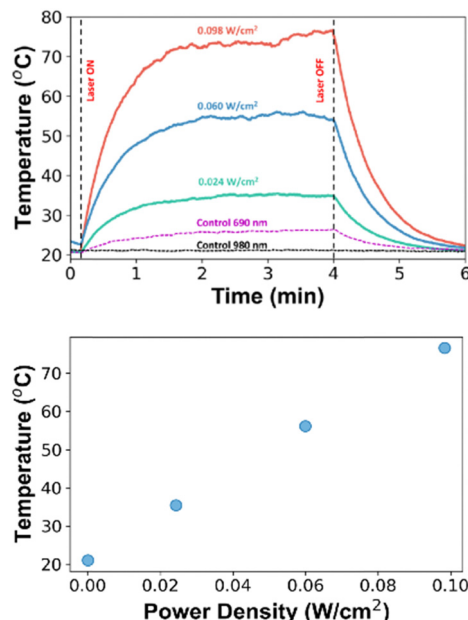 80
70
60
50
40
30
20
Temperature (°C)
Laser ON
0.098 W/cm²
Laser OFF
0.060 W/cm²
0.024 W/cm²
Control 690 nm
Control 980 nm
0 1 2 3 4 5 6
Time (min)
70
60
50
40
30
20
Temperature (°C)
0.00 0.02 0.04 0.06 0.08 0.10
Power Density (W/cm²)